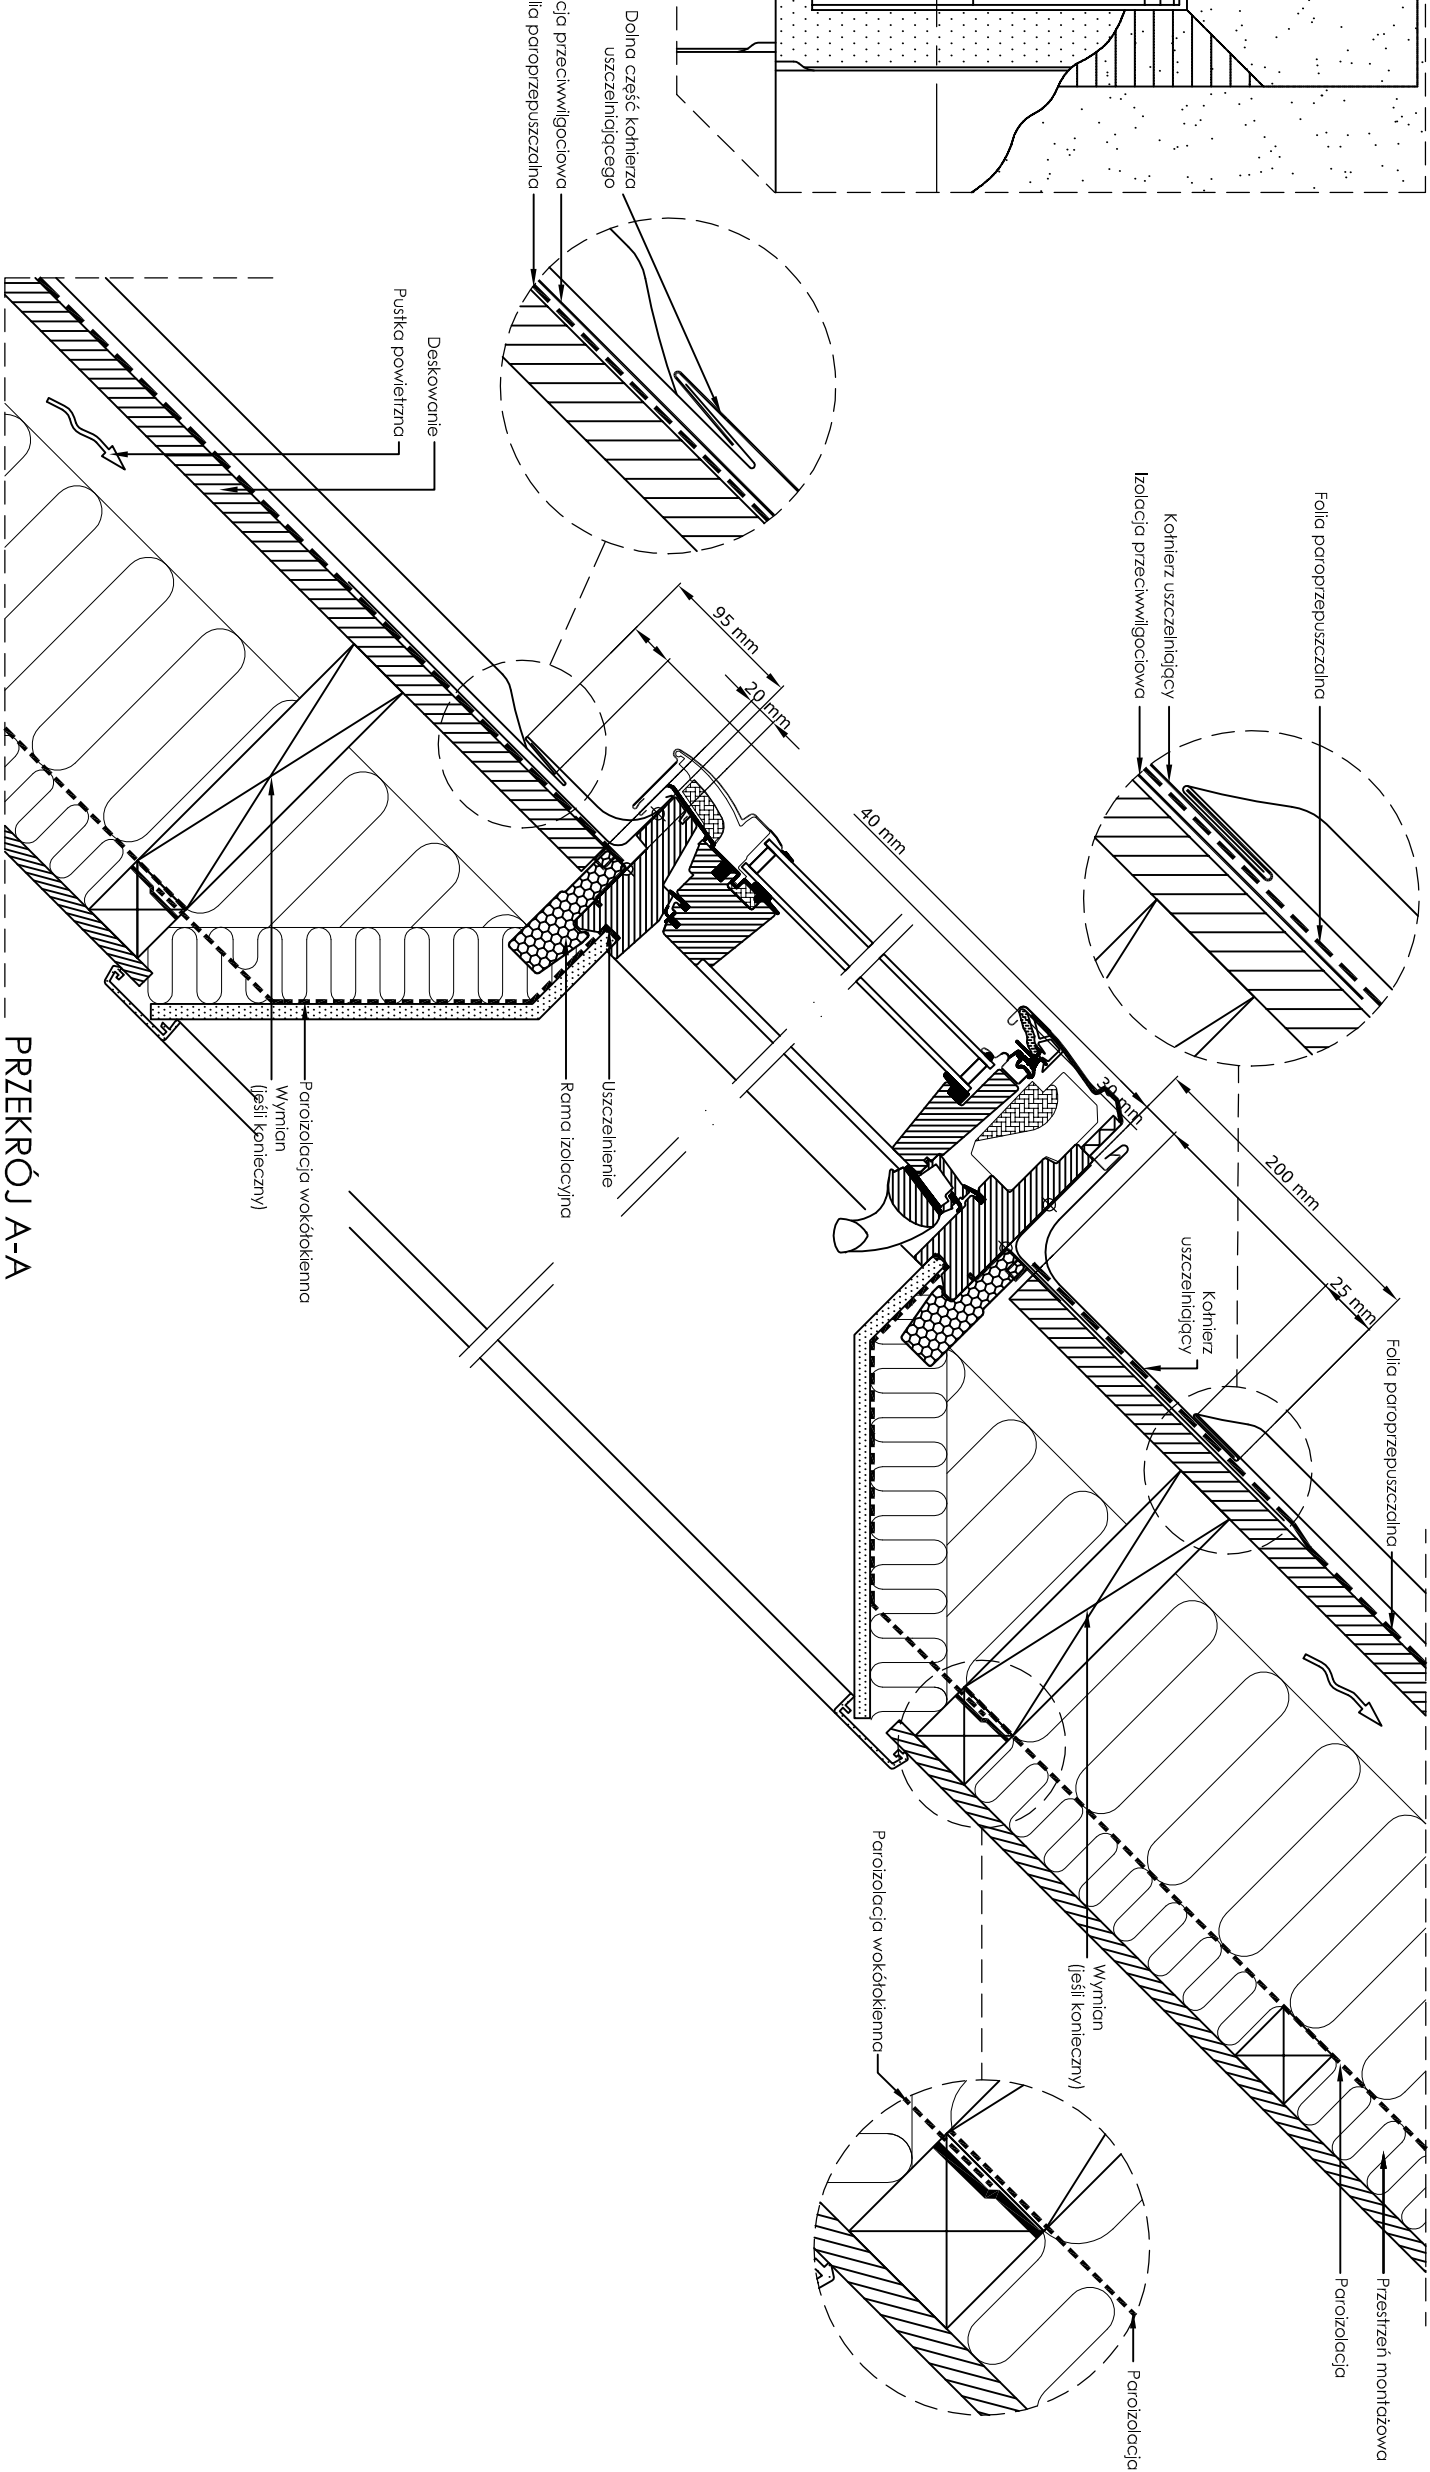 Dolna część kołnierza
uszczelniającego
cja przeciwwilgociowa
lia paroprzepuszczalna
Pustka powietrzna
Deskowanie
Folia paroprzepuszczalna
Kołnierz uszczelniający
Izolacja przeciwwilgociowa
95 mm
20 mm
40 mm
30 mm
200 mm
25 mm
Kołnierz
uszczelniający
Folia paroprzepuszczalna
Uszczelnienie
Rama izolacyjna
Paroizolacja wokółokienna
Wymian
(jeśli konieczny)
Paroizolacja wokółokienna
Wymian
(jeśli konieczny)
Przestrzeń montażowa
Paroizolacja
Paroizolacja
PRZEKRÓJ A-A